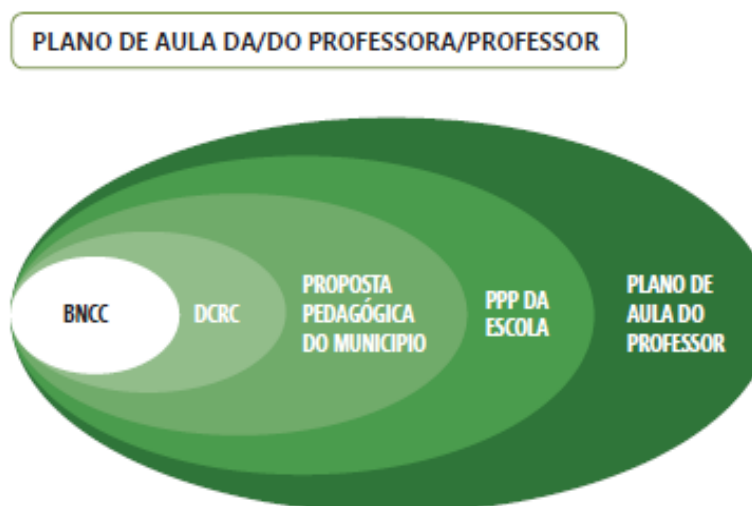 PLANO DE AULA DA/DO PROFESSORA/PROFESSOR
BNCC
DCRC
PROPOSTA
PEDAGÓGICA
DO MUNICIPIO
PPP DA
ESCOLA
PLANO DE
AULA DO
PROFESSOR